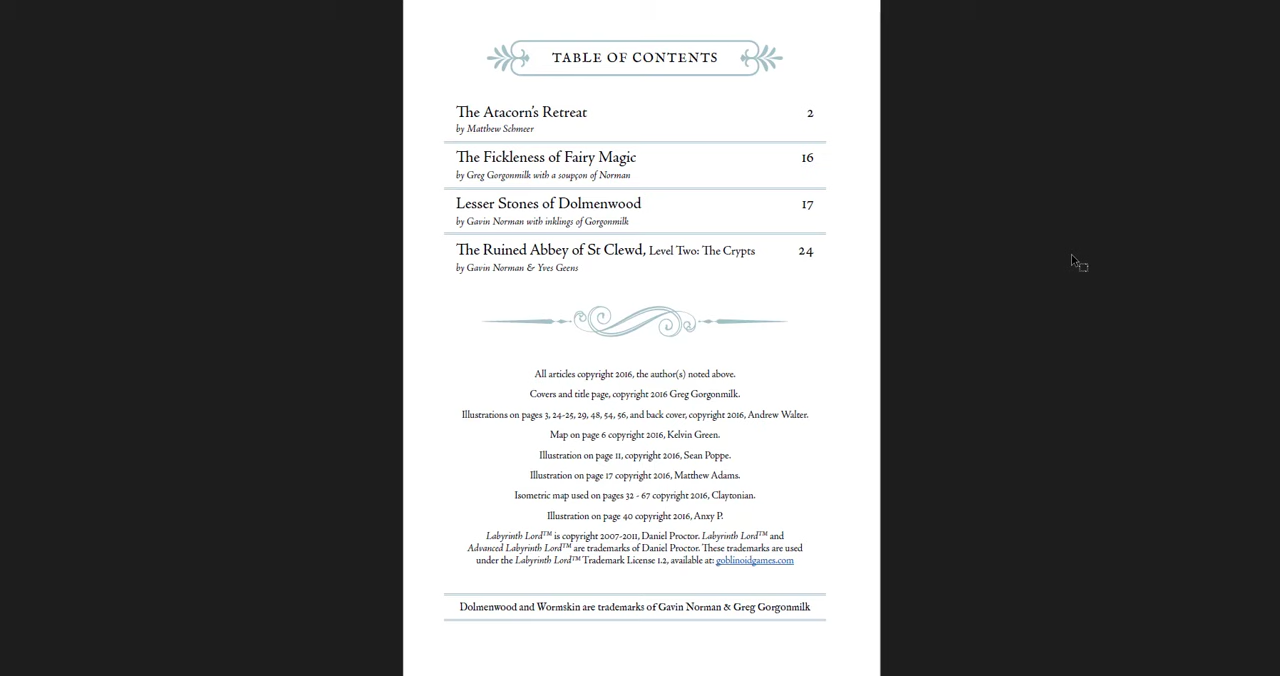 TABLE OF CONTENTS
The Atacorn's Retreat 2
by Matthew Schmeer
The Fickleness of Fairy Magic 16
by Greg Gorgonmilk with a soupçon of Norman
Lesser Stones of Dolmenwood 17
by Gavin Norman with inklings of Gorgonmilk
The Ruined Abbey of St Clewd, Level Two: The Crypts 24
by Gavin Norman & Yves Geens
All articles copyright 2016, the author(s) noted above.
Covers and title page, copyright 2016 Greg Gorgonmilk.
Illustrations on pages 3, 24-25, 29, 48, 54, 56, and back cover, copyright 2016, Andrew Walter.
Map on page 6 copyright 2016, Kelvin Green.
Illustration on page 11, copyright 2016, Sean Poppe.
Illustration on page 17 copyright 2016, Matthew Adams.
Isometric map used on pages 32 - 67 copyright 2016, Claytonian.
Illustration on page 40 copyright 2016, Anxy P.
Labyrinth Lord™ is copyright 2007-2011, Daniel Proctor. Labyrinth Lord™ and
Advanced Labyrinth Lord™ are trademarks of Daniel Proctor. These trademarks are used
under the Labyrinth Lord™ Trademark License 1.2, available at: goblinoidgames.com
Dolmenwood and Wormskin are trademarks of Gavin Norman & Greg Gorgonmilk